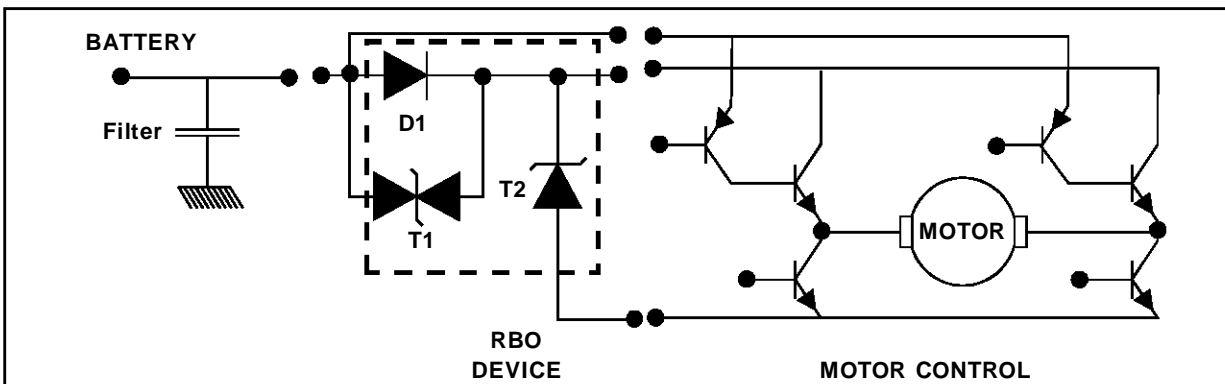 BATTERY
Filter
D1
T1
T2
MOTOR
RBO
DEVICE
MOTOR CONTROL